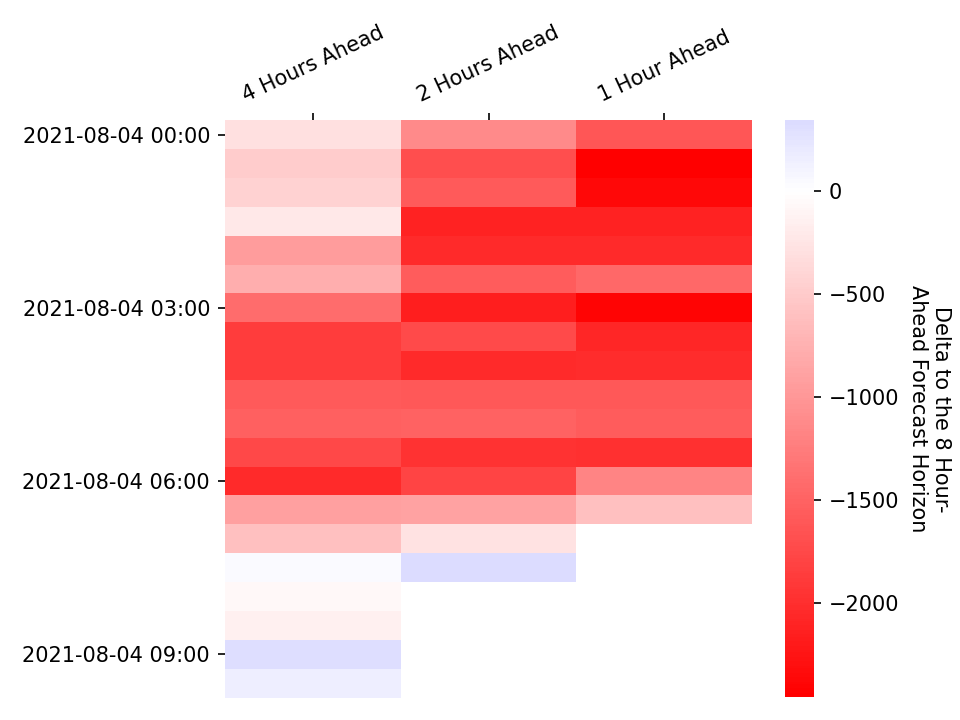 4 Hours Ahead
2 Hours Ahead
1 Hour Ahead
2021-08-04 00:00
2021-08-04 03:00
2021-08-04 06:00
2021-08-04 09:00
0
−500
−1000
−1500
−2000
Delta to the 8 Hour-
Ahead Forecast Horizon